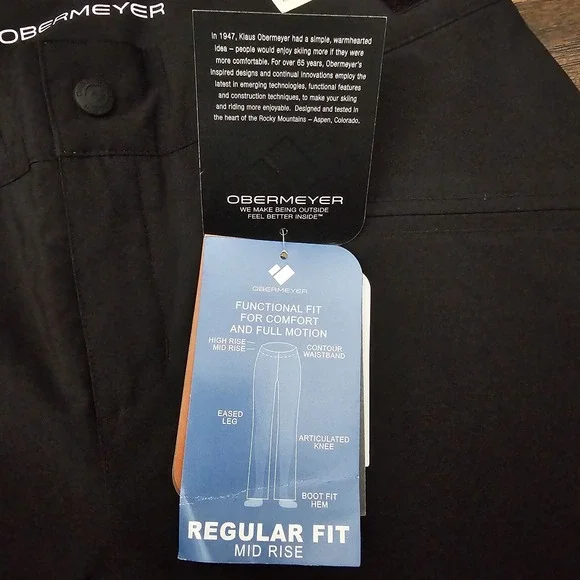 OBERMEYER
In 1947, Klaus Obermeyer had a simple, warmhearted
idea – people would enjoy skiing more if they were
more comfortable. For over 65 years, Obermeyer's
inspired designs and continual innovations employ the
latest in emerging technologies, functional features
and construction techniques, to make your skiing
and riding more enjoyable. Designed and tested in
the heart of the Rocky Mountains – Aspen, Colorado.
OBERMEYER
WE MAKE BEING OUTSIDE
FEEL BETTER INSIDE™
OBERMEYER
FUNCTIONAL FIT
FOR COMFORT
AND FULL MOTION
HIGH RISE
MID RISE
CONTOUR
WAISTBAND
EASED
LEG
ARTICULATED
KNEE
BOOT FIT
HEM
REGULAR FIT
MID RISE